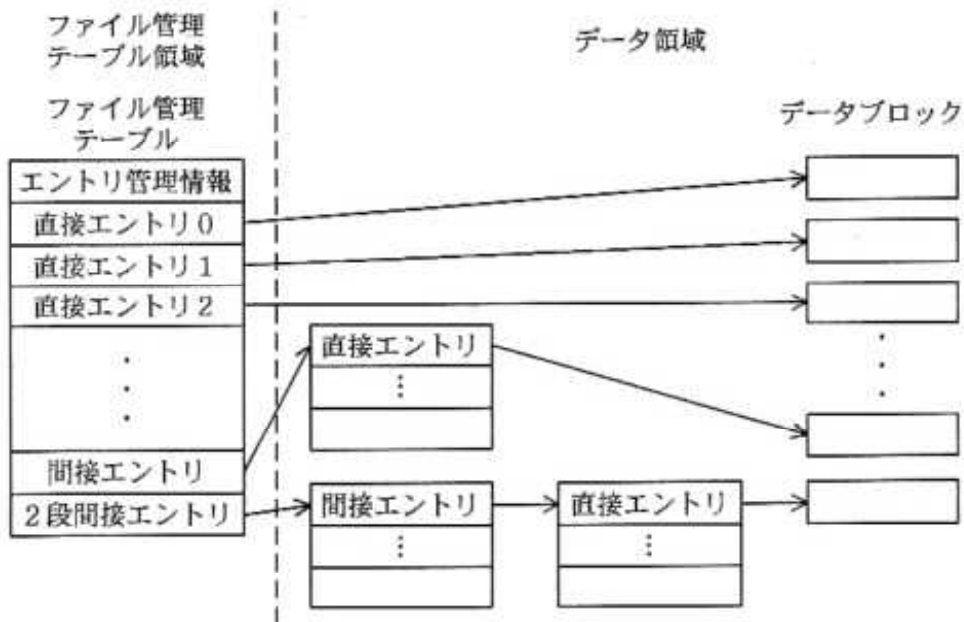 ファイル管理
テーブル領域
データ領域
ファイル管理
テーブル
データブロック
エントリ管理情報
直接エントリ0
直接エントリ1
直接エントリ2
直接エントリ
間接エントリ
2段間接エントリ
間接エントリ
直接エントリ